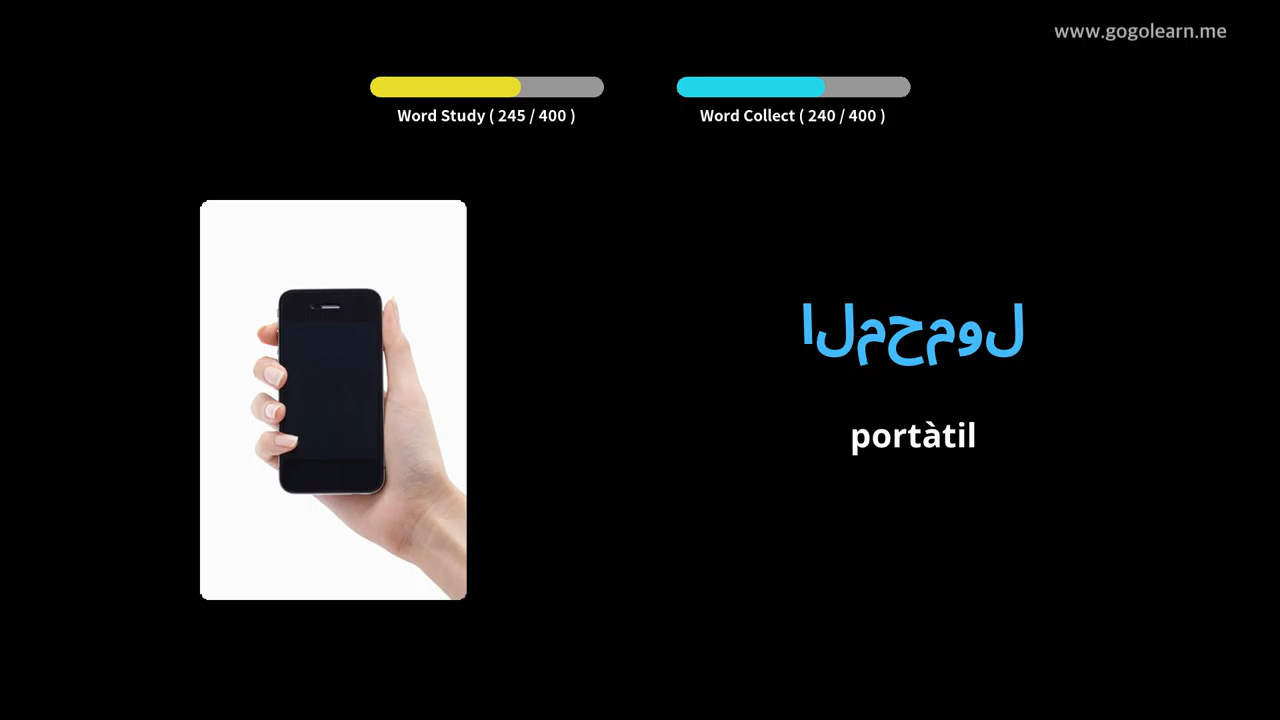 www.gogolearn.me
Word Study ( 245 / 400 )
Word Collect ( 240 / 400 )
المحمول
portàtil